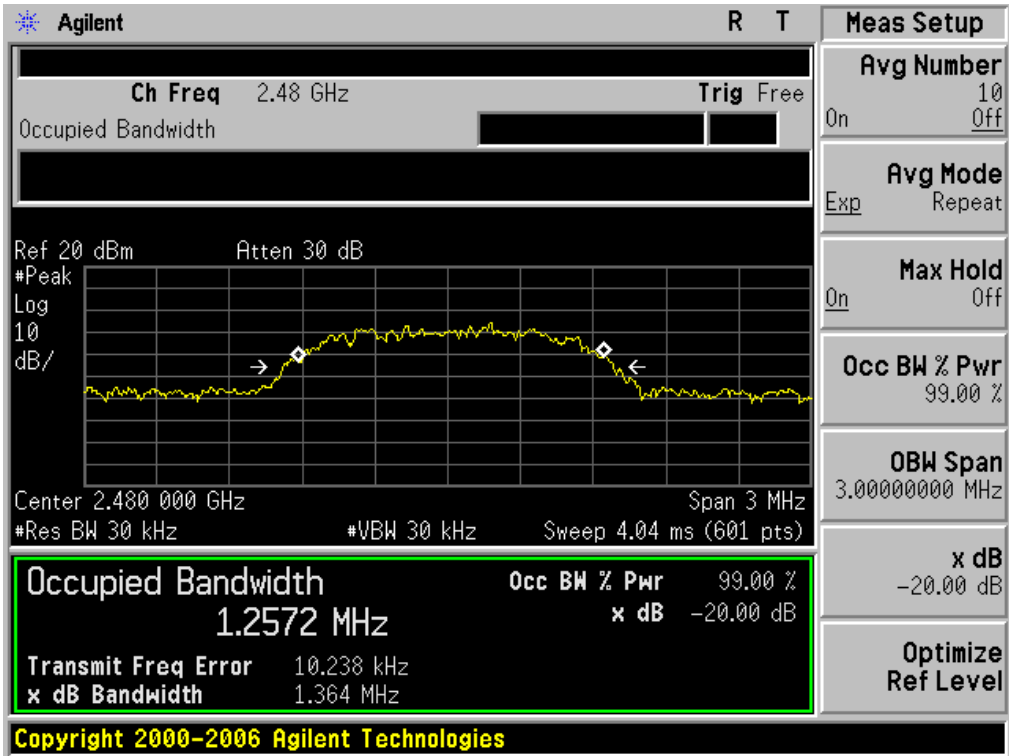 Agilent R T
Ch Freq 2.48 GHz Trig Free
Occupied Bandwidth
Ref 20 dBm Atten 30 dB
#Peak
Log
10
dB/
Center 2.480 000 GHz Span 3 MHz
#Res BW 30 kHz #VBW 30 kHz Sweep 4.04 ms (601 pts)
Occupied Bandwidth Occ BW % Pwr 99.00 %
1.2572 MHz x dB -20.00 dB
Transmit Freq Error 10.238 kHz
x dB Bandwidth 1.364 MHz
Copyright 2000-2006 Agilent Technologies
Meas Setup
Avg Number
10
On Off
Avg Mode
Exp Repeat
Max Hold
On Off
Occ BW % Pwr
99.00 %
OBW Span
3.00000000 MHz
x dB
-20.00 dB
Optimize
Ref Level